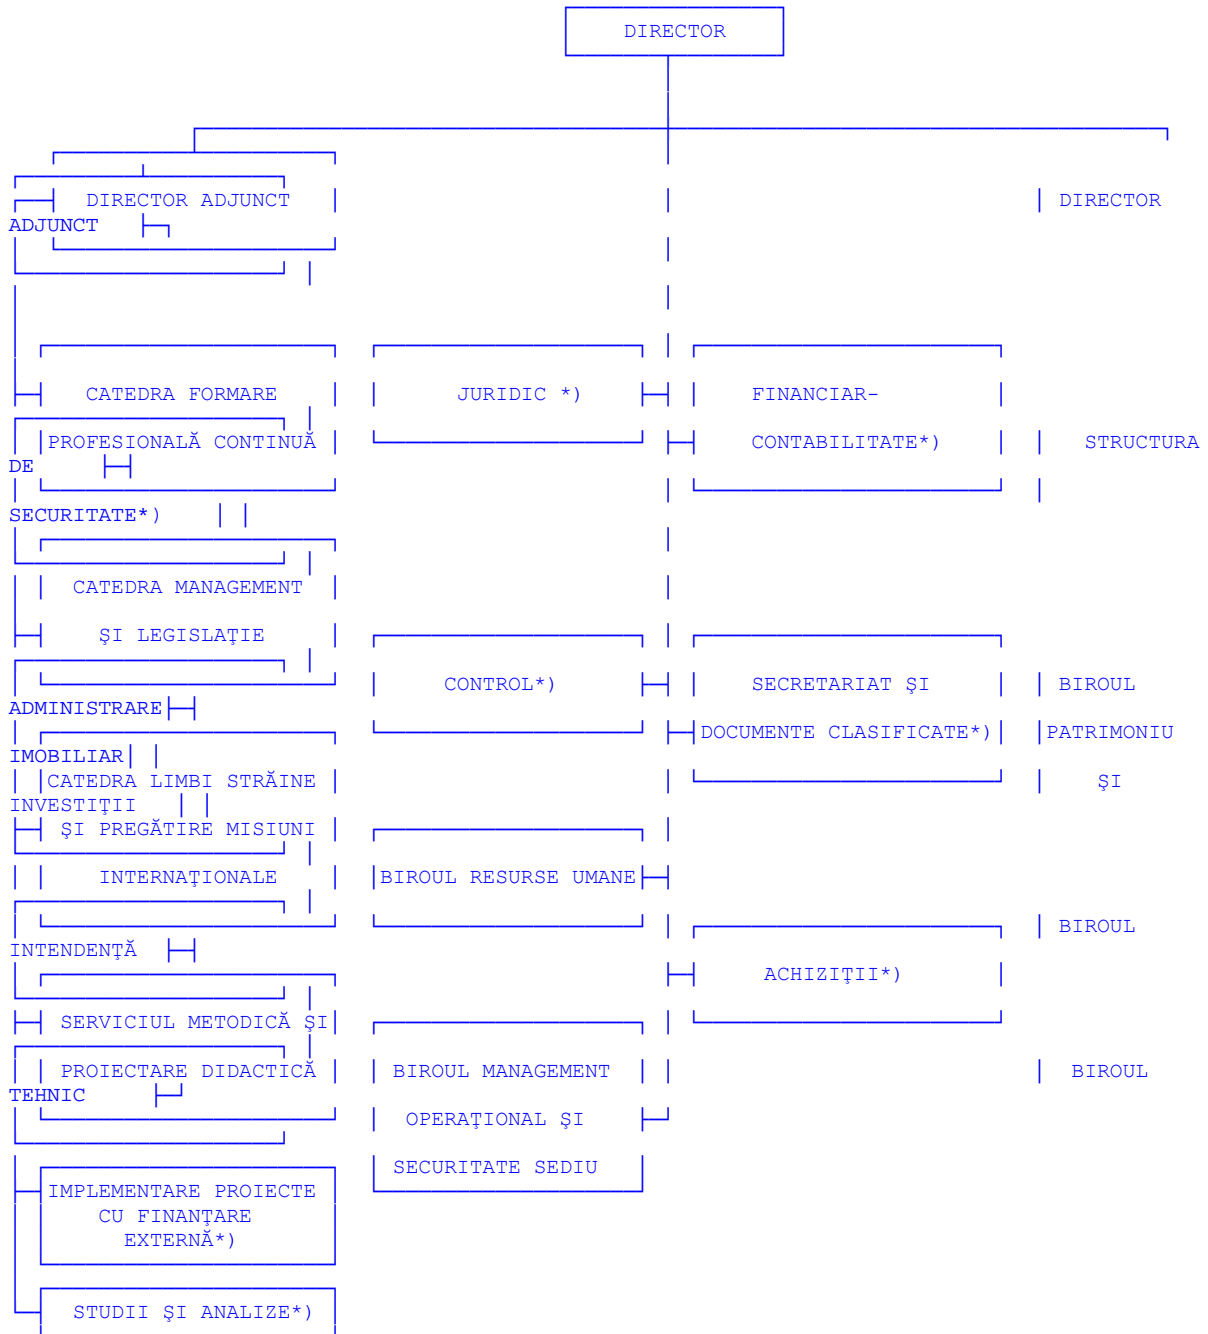 DIRECTOR
DIRECTOR ADJUNCT DIRECTOR
ADJUNCT
CATEDRA FORMARE JURIDIC *) FINANCIAR-
PROFESIONALĂ CONTINUĂ CONTABILITATE*) STRUCTURA
DE
SECURITATE*)
CATEDRA MANAGEMENT
ŞI LEGISLAŢIE
CONTROL*) SECRETARIAT ŞI BIROUL
ADMINISTRARE
DOCUMENTE CLASIFICATE*) PATRIMONIU
IMOBILIAR
CATEDRA LIMBI STRĂINE ŞI
INVESTIŢII
ŞI PREGĂTIRE MISIUNI
INTERNAŢIONALE BIROUL RESURSE UMANE
BIROUL
INTENDENŢĂ
ACHIZIŢII*)
SERVICIUL METODICĂ ŞI
PROIECTARE DIDACTICĂ BIROUL MANAGEMENT BIROUL
TEHNIC
OPERAŢIONAL ŞI
SECURITATE SEDIU
IMPLEMENTARE PROIECTE
CU FINANŢARE
EXTERNĂ*)
STUDII ŞI ANALIZE*)